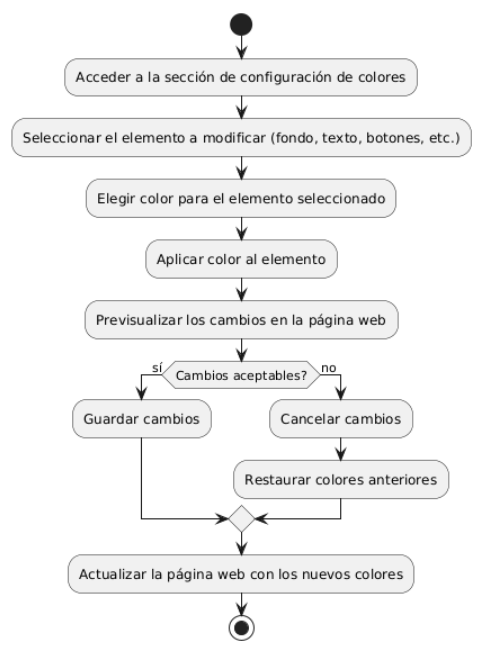 Acceder a la sección de configuración de colores
Seleccionar el elemento a modificar (fondo, texto, botones, etc.)
Elegir color para el elemento seleccionado
Aplicar color al elemento
Previsualizar los cambios en la página web
sí
Cambios aceptables?
no
Guardar cambios
Cancelar cambios
Restaurar colores anteriores
Actualizar la página web con los nuevos colores